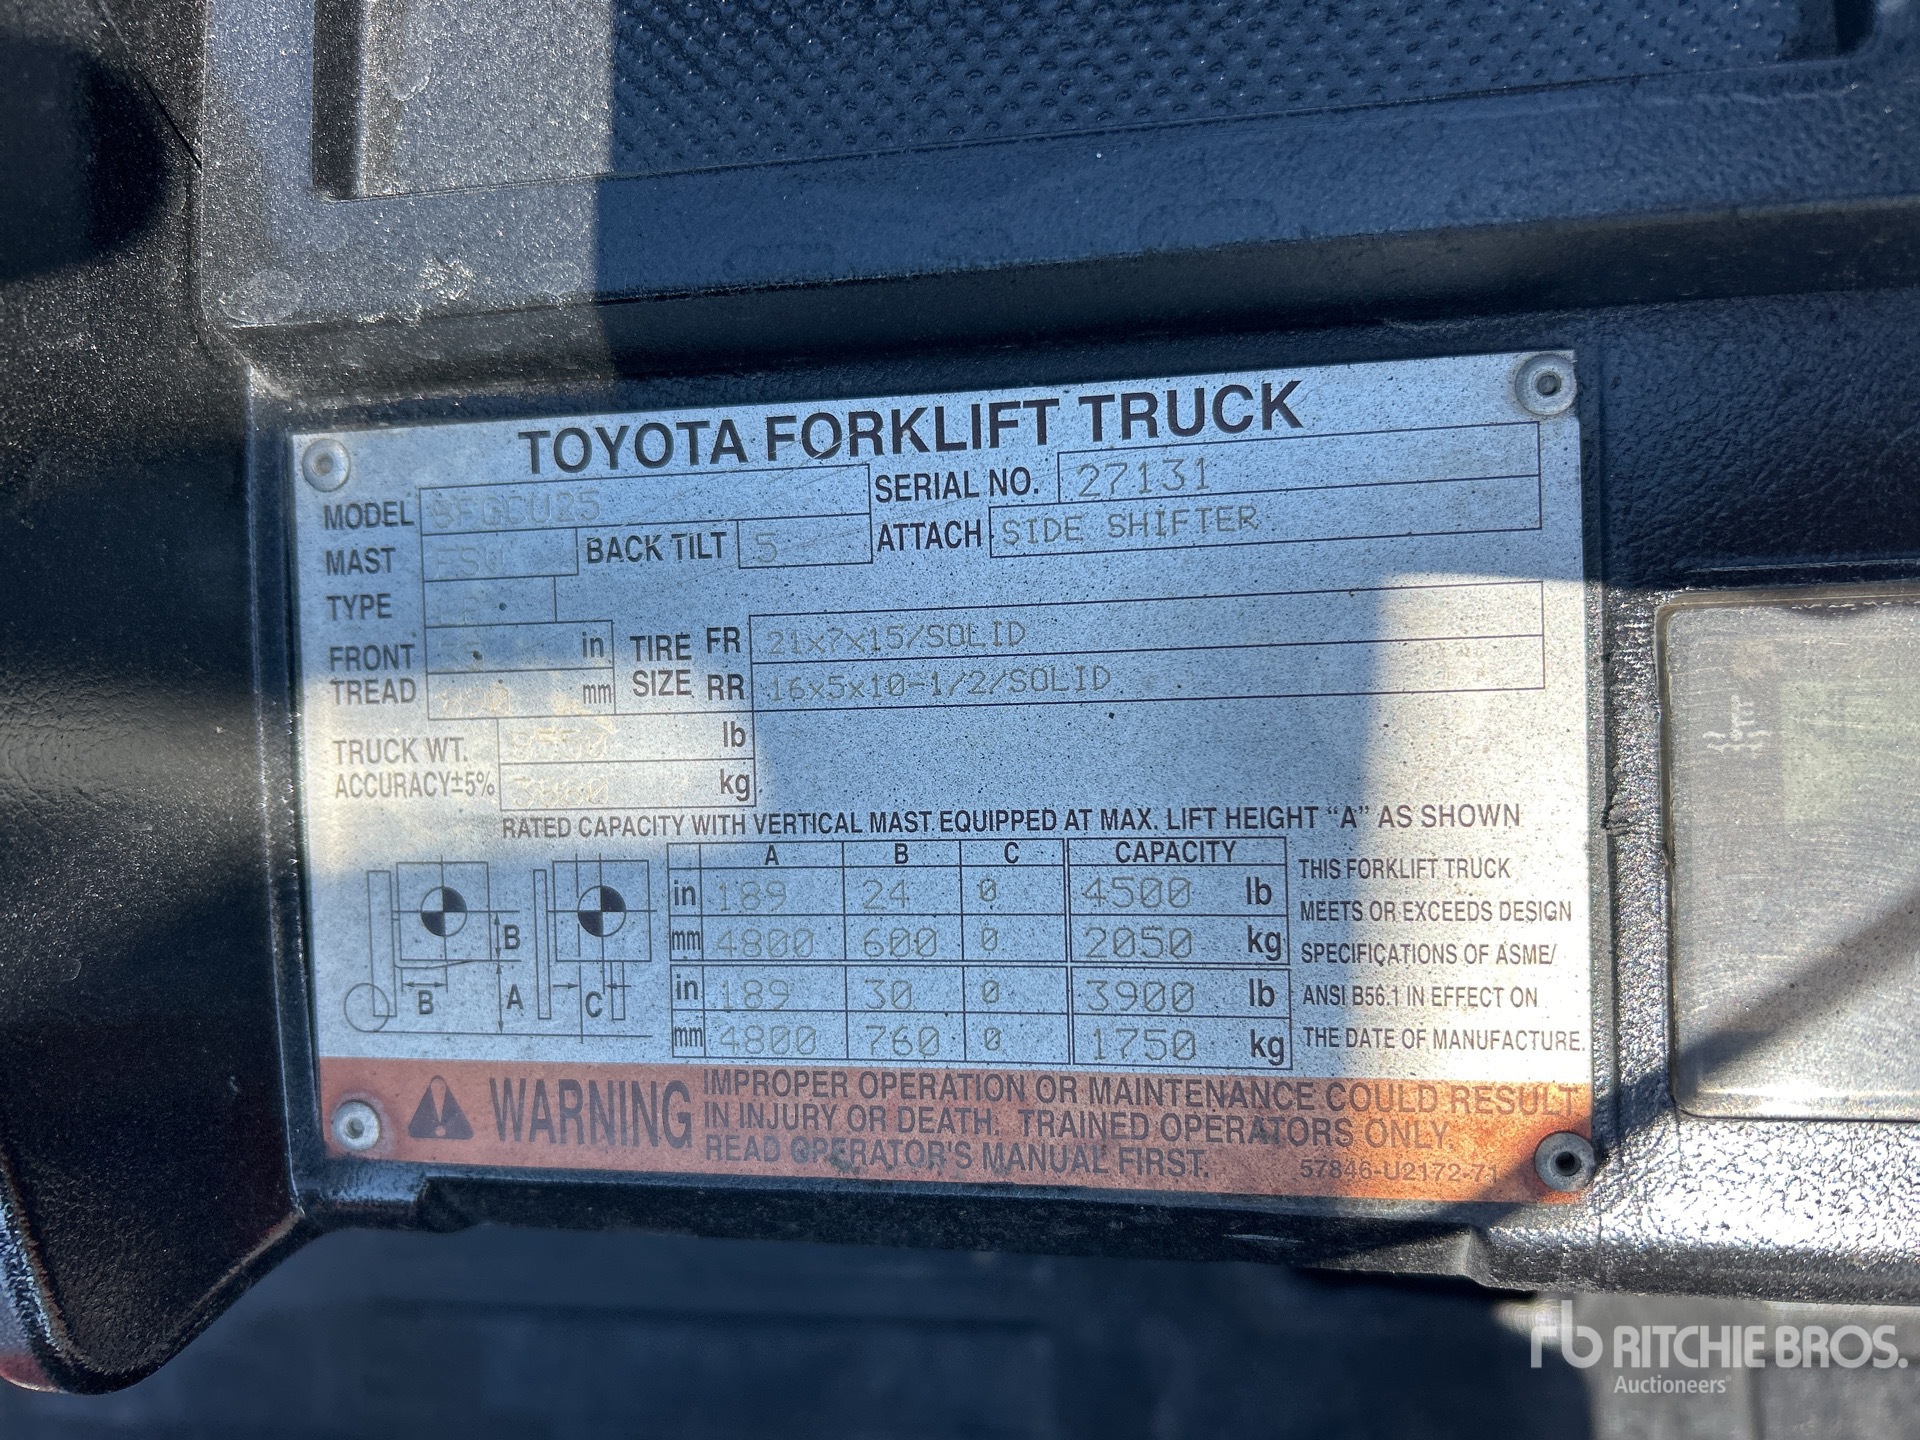 TOYOTA FORKLIFT TRUCK
MODEL 8FGCU25 SERIAL NO. 27131
MAST FSV BACK TILT 5 ATTACH SIDE SHIFTER
TYPE
FRONT TREAD in mm
TIRE SIZE FR 21x7x15/SOLID
RR 16x5x10-1/2/SOLID
TRUCK WT. lb
ACCURACY±5% kg
RATED CAPACITY WITH VERTICAL MAST EQUIPPED AT MAX. LIFT HEIGHT "A" AS SHOWN
A B C CAPACITY
in 189 24 0 4500 lb
mm 4800 600 0 2050 kg
in 189 30 0 3900 lb
mm 4800 760 0 1750 kg
B B A C
THIS FORKLIFT TRUCK
MEETS OR EXCEEDS DESIGN
SPECIFICATIONS OF ASME/
ANSI B56.1 IN EFFECT ON
THE DATE OF MANUFACTURE.
WARNING
IMPROPER OPERATION OR MAINTENANCE COULD RESULT
IN INJURY OR DEATH. TRAINED OPERATORS ONLY.
READ OPERATOR'S MANUAL FIRST.
57846-U2172-71
rb RITCHIE BROS.
Auctioneers